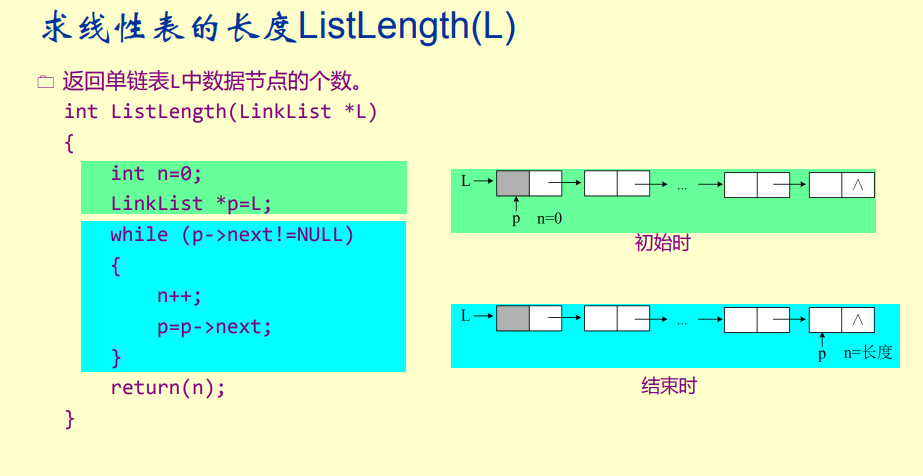 求线性表的长度ListLength(L)
返回单链表L中数据节点的个数。
int ListLength(LinkList *L)
{
int n=0;
LinkList *p=L;
while (p->next!=NULL)
{
n++;
p=p->next;
}
return(n);
}
L
...
∧
p n=0
初始时
L
...
∧
p n=长度
结束时